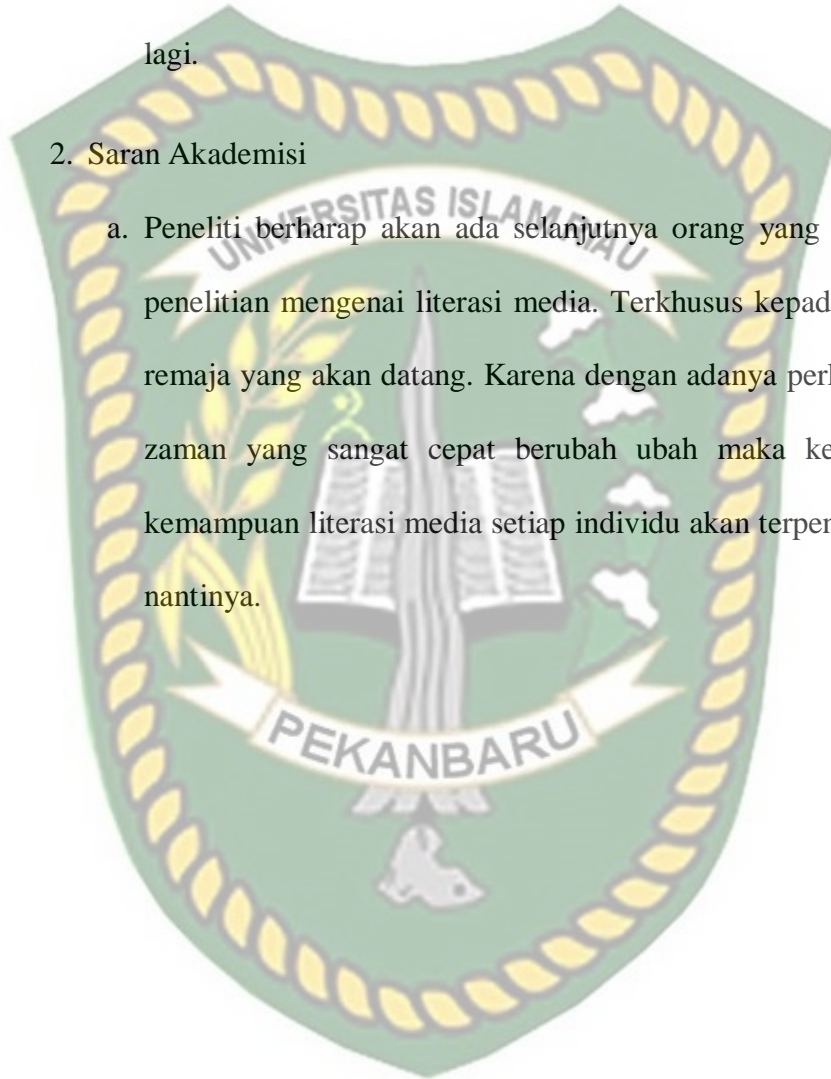 lagi.
2. Saran Akademisi
a. Peneliti berharap akan ada selanjutnya orang yang
UNIVERSITAS ISLAM RIAU
penelitian mengenai literasi media. Terkhusus kepad
remaja yang akan datang. Karena dengan adanya perl
zaman yang sangat cepat berubah ubah maka ke
kemampuan literasi media setiap individu akan terper
nantinya.
PEKANBARU